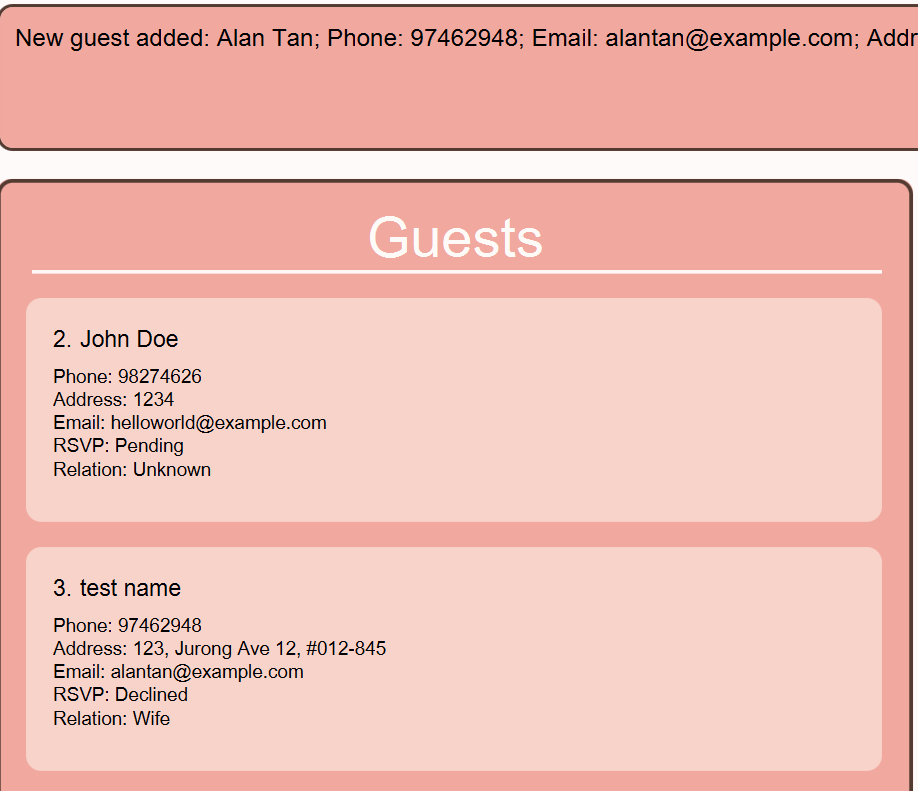 New guest added: Alan Tan; Phone: 97462948; Email: alantan@example.com; Addr
Guests
2. John Doe
Phone: 98274626
Address: 1234
Email: helloworld@example.com
RSVP: Pending
Relation: Unknown
3. test name
Phone: 97462948
Address: 123, Jurong Ave 12, #012-845
Email: alantan@example.com
RSVP: Declined
Relation: Wife